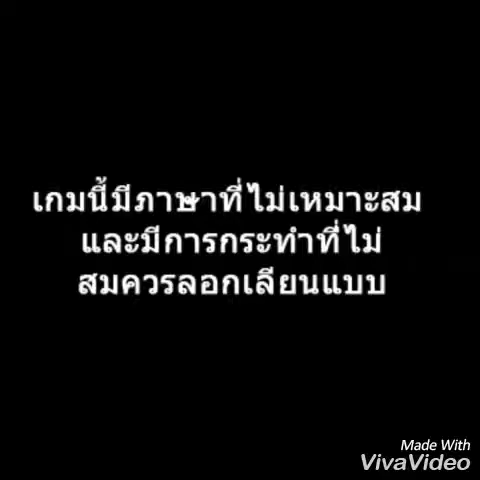 เกมนี้มีภาษาที่ไม่เหมาะสม
และมีการกระทำที่ไม่
สมควรลอกเลียนแบบ
Made With
VivaVideo